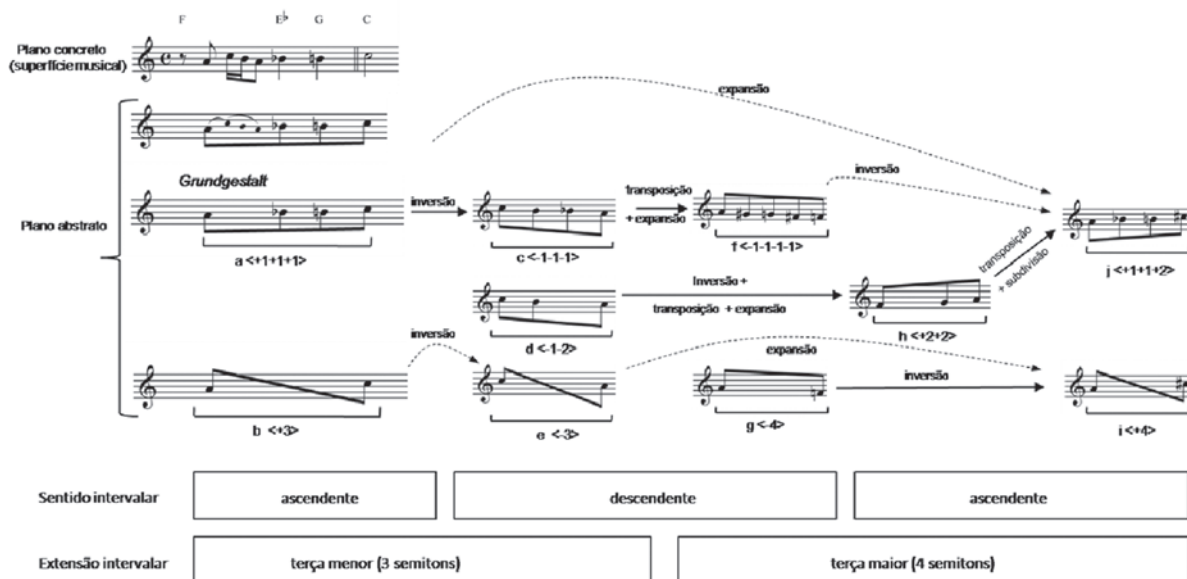 F E♭ G C
Plano concreto
(superfície musical)
expansão
Grundgestalt
inversão
transposição
+ expansão
inversão
Plano abstrato
a <+1+1+1>
c <-1-1-1>
f <-1-1-1-1>
transposição
+ subdivisão
j <+1+1+2>
Inversão +
transposição + expansão
d <-1-2>
h <+2+2>
inversão
expansão
inversão
b <+3>
e <-3>
g <-4>
i <+4>
Sentido intervalar
ascendente
descendente
ascendente
Extensão intervalar
terça menor (3 semitons)
terça maior (4 semitons)